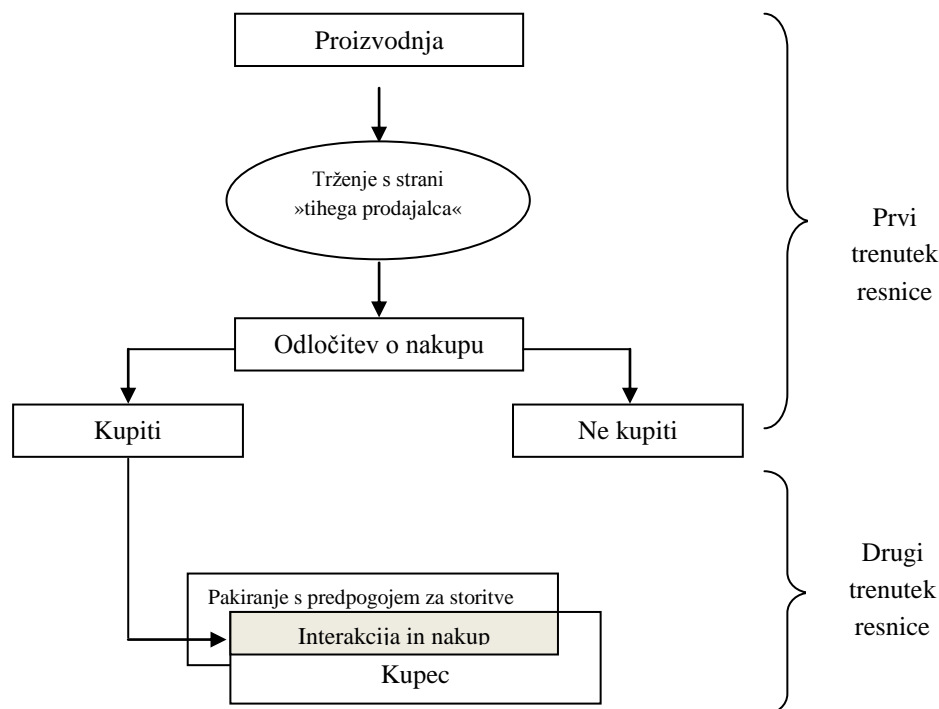 Proizvodnja
Trženje s strani
»tihega prodajalca«
Prvi
trenutek
resnice
Odločitev o nakupu
Kupiti
Ne kupiti
Drugi
trenutek
resnice
Pakiranje s predpogojem za storitve
Interakcija in nakup
Kupec